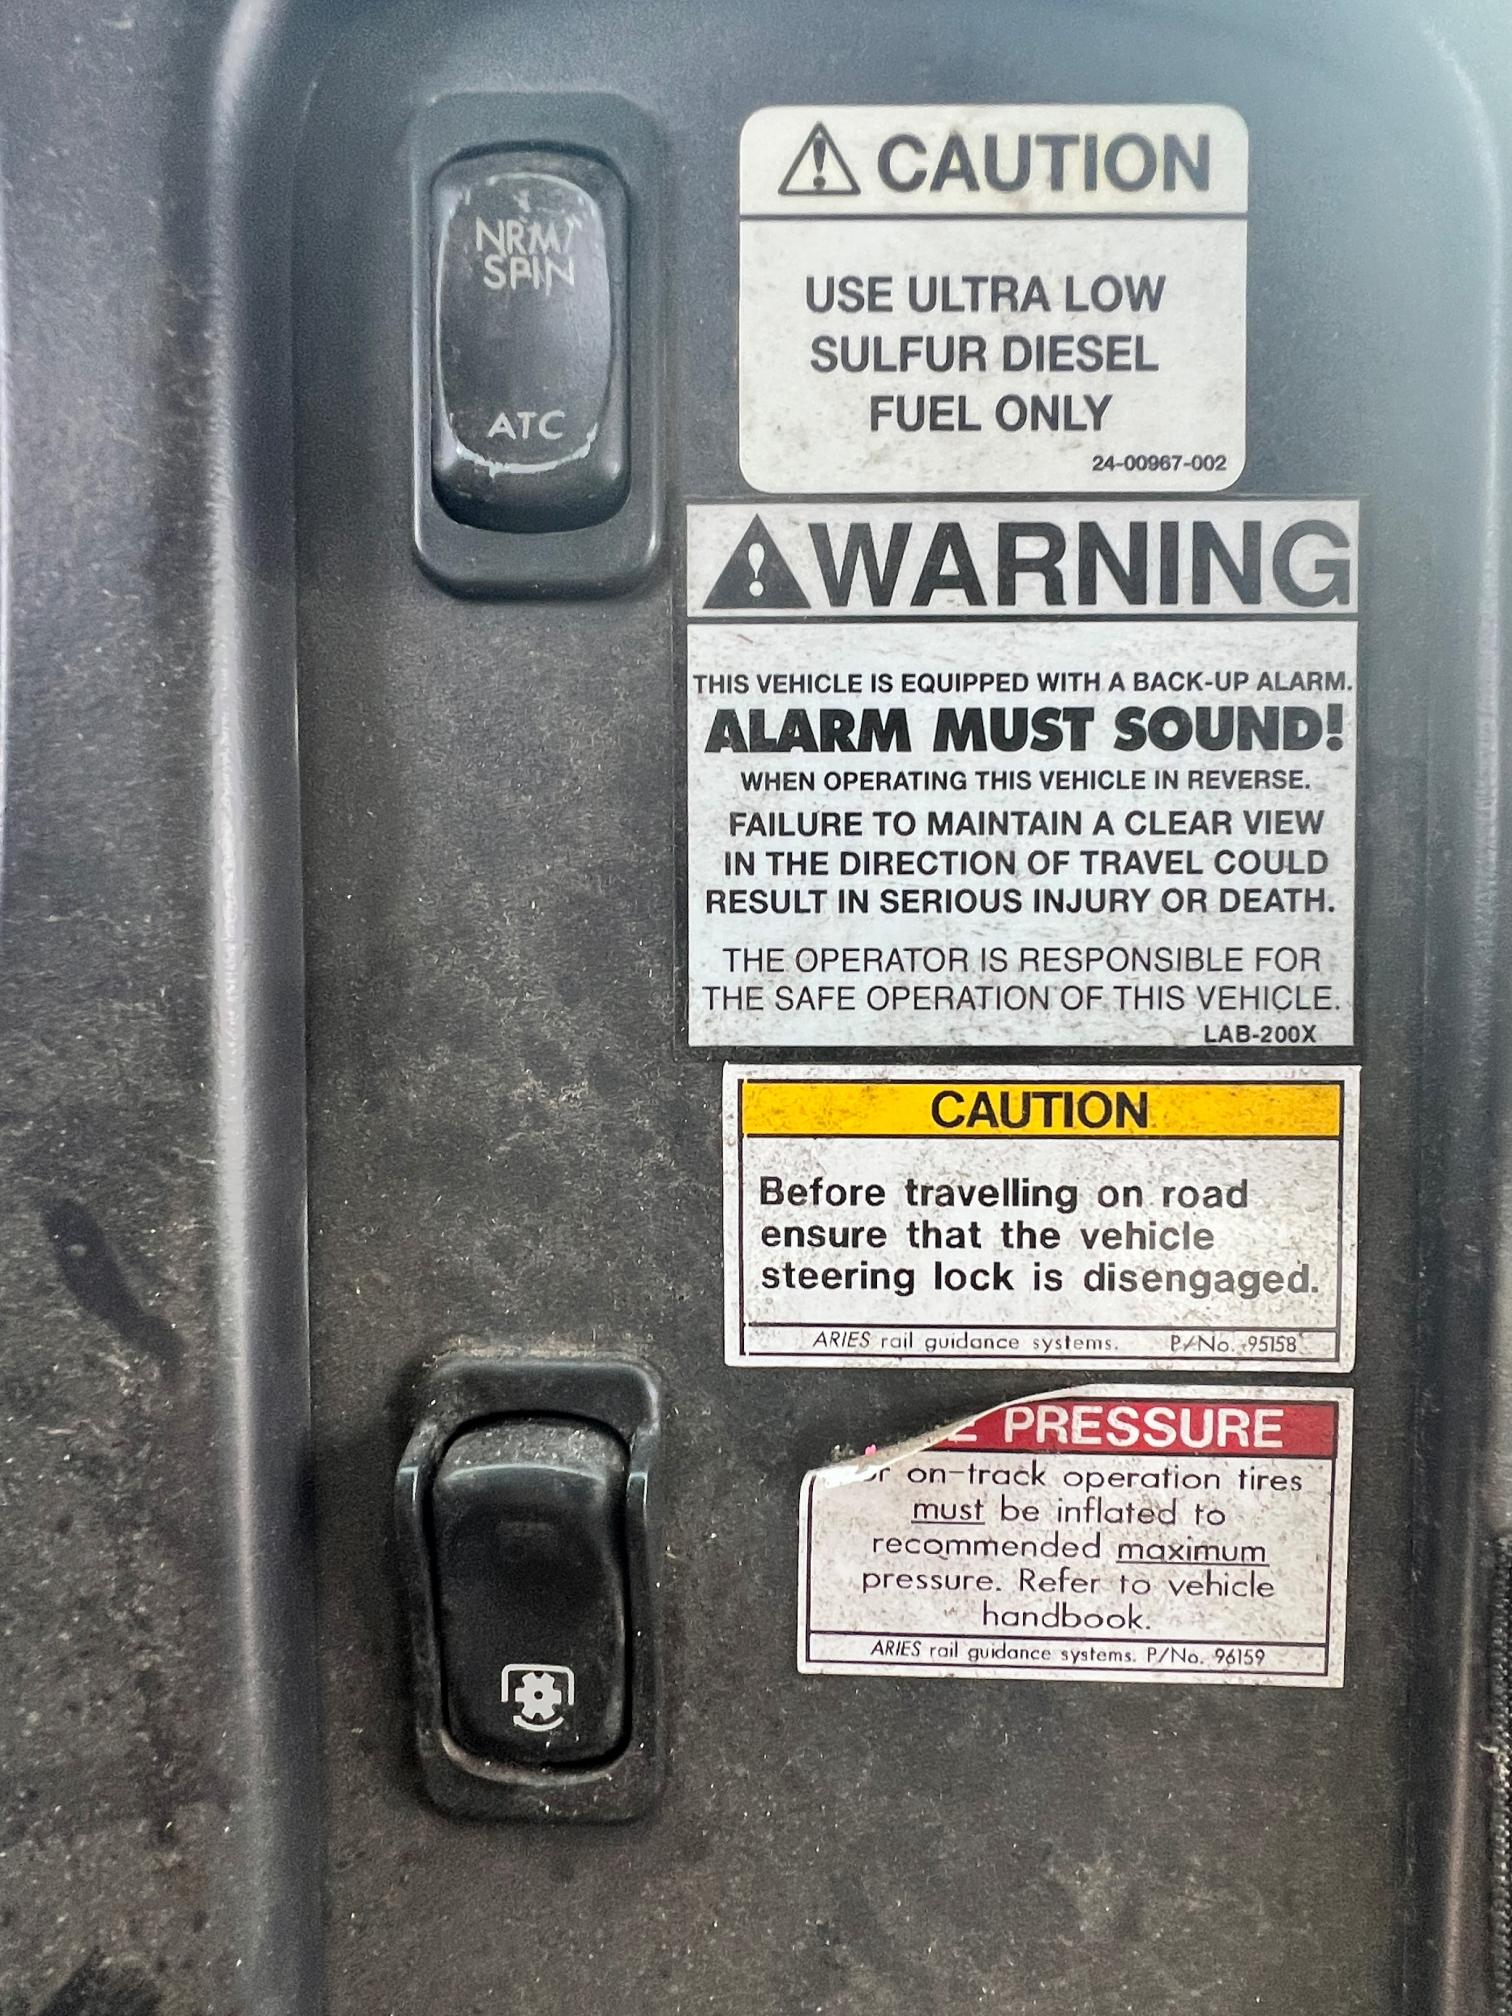 NRM/
SPIN
ATC
CAUTION
USE ULTRA LOW
SULFUR DIESEL
FUEL ONLY
24-00967-002
WARNING
THIS VEHICLE IS EQUIPPED WITH A BACK-UP ALARM.
ALARM MUST SOUND!
WHEN OPERATING THIS VEHICLE IN REVERSE.
FAILURE TO MAINTAIN A CLEAR VIEW
IN THE DIRECTION OF TRAVEL COULD
RESULT IN SERIOUS INJURY OR DEATH.
THE OPERATOR IS RESPONSIBLE FOR
THE SAFE OPERATION OF THIS VEHICLE.
LAB-200X
CAUTION
Before travelling on road
ensure that the vehicle
steering lock is disengaged.
ARIES rail guidance systems. P/No. 95158
PRESSURE
on-track operation tires
must be inflated to
recommended maximum
pressure. Refer to vehicle
handbook.
ARIES rail guidance systems. P/No. 96159